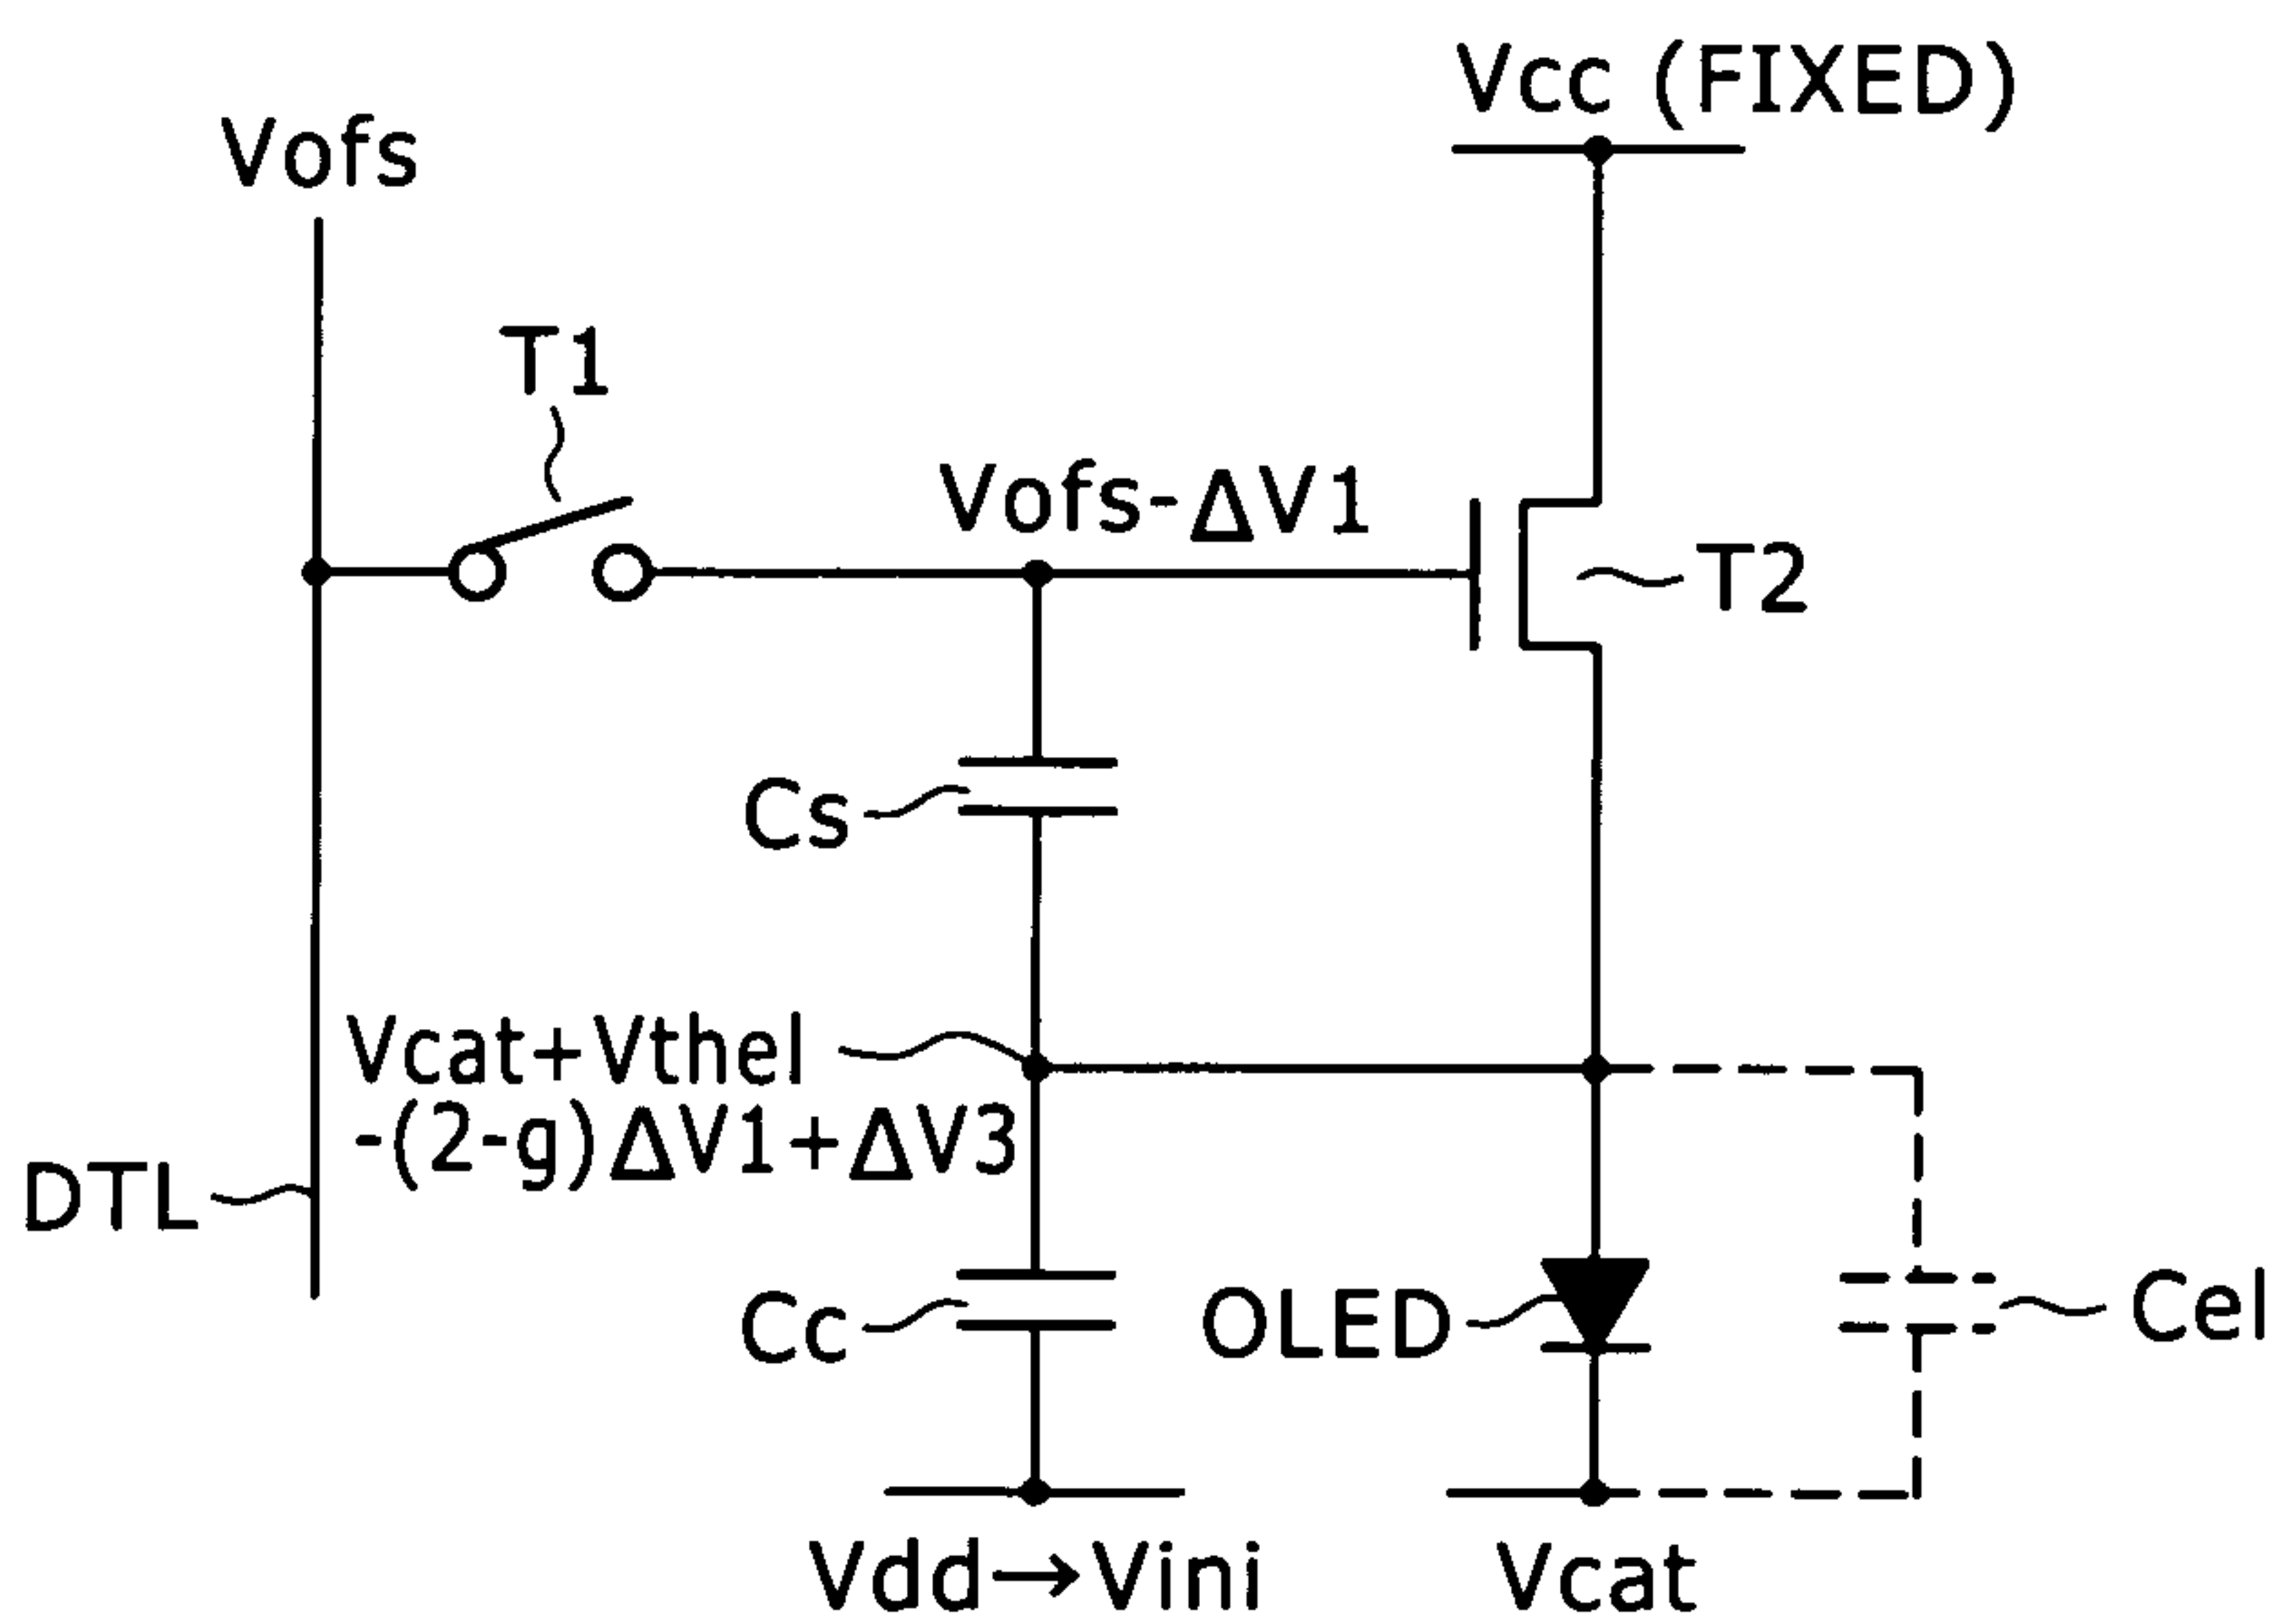 Vcc (FIXED)
Vofs
T1
Vofs-ΔV1
T2
Cs
Vcat+Vthel
-(2-g)ΔV1+ΔV3
DTL
Cc
OLED
Cel
Vdd→Vini
Vcat